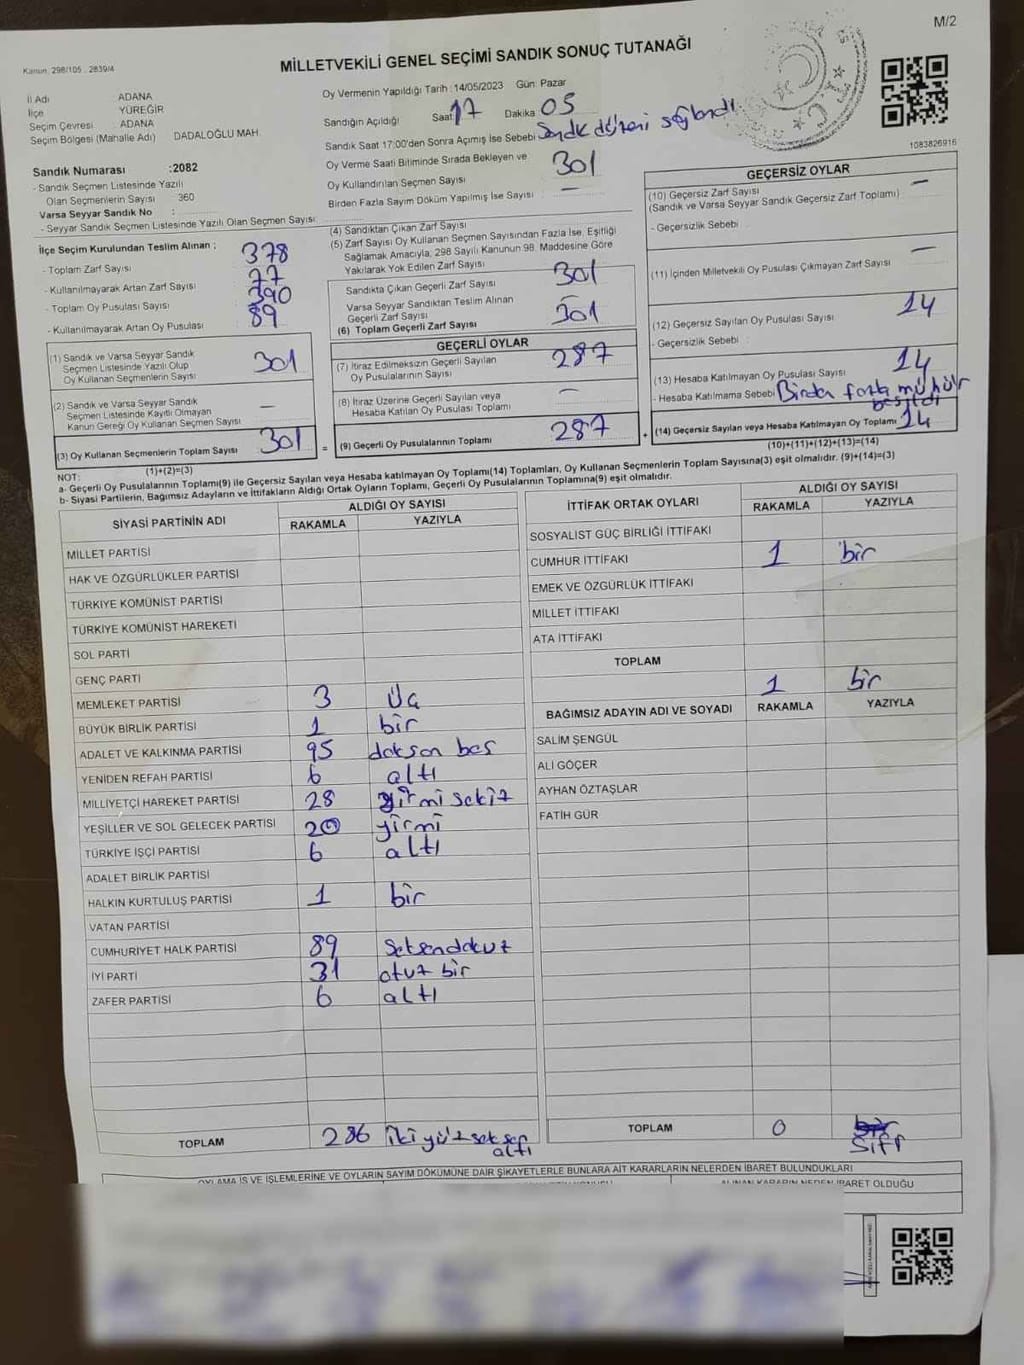 M/2
Kanun: 298/105 , 2839/4
MİLLETVEKİLİ GENEL SEÇİMİ SANDIK SONUÇ TUTANAĞI
İl Adı ADANA
İlçe YÜREĞİR
Seçim Çevresi ADANA
Seçim Bölgesi (Mahalle Adı) DADALOĞLU MAH.
Sandık Numarası :2082
- Sandık Seçmen Listesinde Yazılı
Olan Seçmenlerin Sayısı 360
Varsa Seyyar Sandık No :
- Seyyar Sandık Seçmen Listesinde Yazılı Olan Seçmen Sayısı:
Oy Vermenin Yapıldığı Tarih : 14/05/2023 Gün: Pazar
Sandığın Açıldığı Saat 17 Dakika 05
Sandık Saat 17:00'den Sonra Açımış İse Sebebi Sandık düzeni sağlandı.
Oy Verme Saati Bitiminde Sırada Bekleyen ve
Oy Kullandırılan Seçmen Sayısı 301
Birden Fazla Sayım Döküm Yapılmış İse Sayısı —
1083826916
İlçe Seçim Kurulundan Teslim Alınan ;
- Toplam Zarf Sayısı 378
- Kullanılmayarak Artan Zarf Sayısı 77
- Toplam Oy Pusulası Sayısı 390
- Kullanılmayarak Artan Oy Pusulası 89
(1) Sandık ve Varsa Seyyar Sandık
Seçmen Listesinde Yazılı Olup
Oy Kullanan Seçmenlerin Sayısı 301
(2) Sandık ve Varsa Seyyar Sandık
Seçmen Listesinde Kayıtlı Olmayan
Kanun Gereği Oy Kullanan Seçmen Sayısı —
(3) Oy Kullanan Seçmenlerin Toplam Sayısı 301
(1)+(2)=(3)
(4) Sandıktan Çıkan Zarf Sayısı
(5) Zarf Sayısı Oy Kullanan Seçmen Sayısından Fazla İse, Eşitliği
Sağlamak Amacıyla, 298 Sayılı Kanunun 98. Maddesine Göre
Yakılarak Yok Edilen Zarf Sayısı
Sandıkta Çıkan Geçerli Zarf Sayısı 301
Varsa Seyyar Sandıktan Teslim Alınan
Geçerli Zarf Sayısı —
(6) Toplam Geçerli Zarf Sayısı 301
GEÇERLİ OYLAR
(7) İtiraz Edilmeksizin Geçerli Sayılan
Oy Pusulalarının Sayısı 287
(8) İtiraz Üzerine Geçerli Sayılan veya
Hesaba Katılan Oy Pusulası Toplamı —
= (9) Geçerli Oy Pusulalarının Toplamı 287
GEÇERSİZ OYLAR
(10) Geçersiz Zarf Sayısı —
(Sandık ve Varsa Seyyar Sandık Geçersiz Zarf Toplamı)
- Geçersizlik Sebebi :
(11) İçinden Milletvekili Oy Pusulası Çıkmayan Zarf Sayısı —
(12) Geçersiz Sayılan Oy Pusulası Sayısı 14
- Geçersizlik Sebebi :
(13) Hesaba Katılmayan Oy Pusulası Sayısı 14
- Hesaba Katılmama Sebebi Birden fazla mühür
+ (14) Geçersiz Sayılan veya Hesaba Katılmayan Oy Toplamı 14
(10)+(11)+(12)+(13)=(14)
NOT:
a- Geçerli Oy Pusulalarının Toplamı(9) ile Geçersiz Sayılan veya Hesaba katılmayan Oy Toplamı(14) Toplamları, Oy Kullanan Seçmenlerin Toplam Sayısına(3) eşit olmalıdır. (9)+(14)=(3)
b- Siyasi Partilerin, Bağımsız Adayların ve İttifakların Aldığı Ortak Oyların Toplamı, Geçerli Oy Pusulalarının Toplamına(9) eşit olmalıdır.
SİYASİ PARTİNİN ADI ALDIĞI OY SAYISI
RAKAMLA YAZIYLA
MİLLET PARTİSİ
HAK VE ÖZGÜRLÜKLER PARTİSİ
TÜRKİYE KOMÜNİST PARTİSİ
TÜRKİYE KOMÜNİST HAREKETİ
SOL PARTİ
GENÇ PARTİ
MEMLEKET PARTİSİ 3 Üç
BÜYÜK BİRLİK PARTİSİ 1 bir
ADALET VE KALKINMA PARTİSİ 95 doksan beş
YENİDEN REFAH PARTİSİ 6 altı
MİLLİYETÇİ HAREKET PARTİSİ 28 yirmi sekiz
YEŞİLLER VE SOL GELECEK PARTİSİ 20 yirmi
TÜRKİYE İŞÇİ PARTİSİ 6 altı
ADALET BİRLİK PARTİSİ
HALKIN KURTULUŞ PARTİSİ 1 bir
VATAN PARTİSİ
CUMHURİYET HALK PARTİSİ 89 Seksendokuz
İYİ PARTİ 31 otuz bir
ZAFER PARTİSİ 6 altı
TOPLAM 286 iki yüz seksen
altı
İTTİFAK ORTAK OYLARI ALDIĞI OY SAYISI
RAKAMLA YAZIYLA
SOSYALİST GÜÇ BİRLİĞİ İTTİFAKI
CUMHUR İTTİFAKI 1 bir
EMEK VE ÖZGÜRLÜK İTTİFAKI
MİLLET İTTİFAKI
ATA İTTİFAKI
TOPLAM 1 bir
BAĞIMSIZ ADAYIN ADI VE SOYADI RAKAMLA YAZIYLA
SALİM ŞENGÜL
ALİ GÖÇER
AYHAN ÖZTAŞLAR
FATİH GÜR
TOPLAM 0 Sıfır
OYLAMA İŞ VE İŞLEMLERİNE VE OYLARIN SAYIM DÖKÜMÜNE DAİR ŞİKAYETLERLE BUNLARA AİT KARARLARIN NELERDEN İBARET BULUNDUKLARI
ALINAN KARARIN NEDEN İBARET OLDUĞU